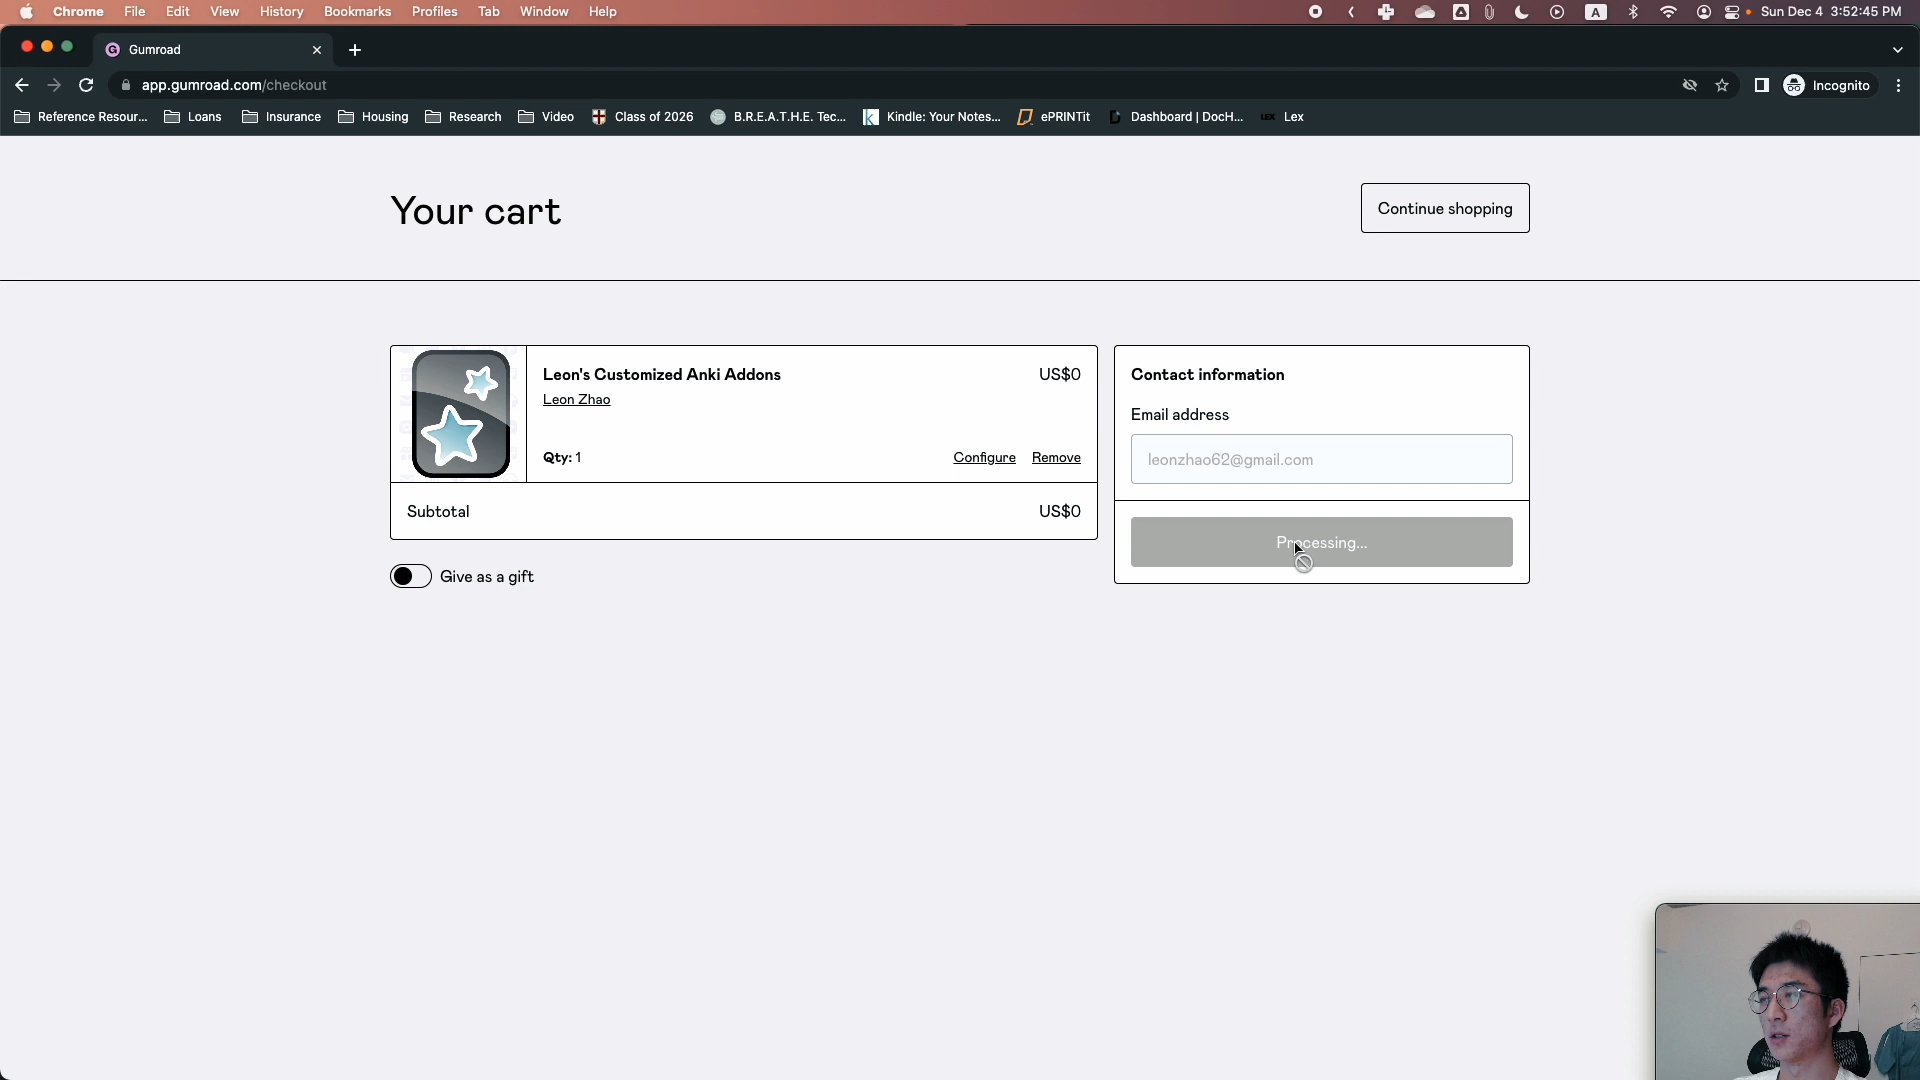 Chrome File Edit View History Bookmarks Profiles Tab Window Help A Sun Dec 4 3:52:45 PM
Gumroad
app.gumroad.com/checkout Incognito
Reference Resour... Loans Insurance Housing Research Video Class of 2026 B.R.E.A.T.H.E. Tec... Kindle: Your Notes... ePRINTit Dashboard | DocH... LEX Lex
Your cart
Continue shopping
Leon's Customized Anki Addons US$0
Leon Zhao
Qty: 1 Configure Remove
Subtotal US$0
Give as a gift
Contact information
Email address
leonzhao62@gmail.com
Processing...